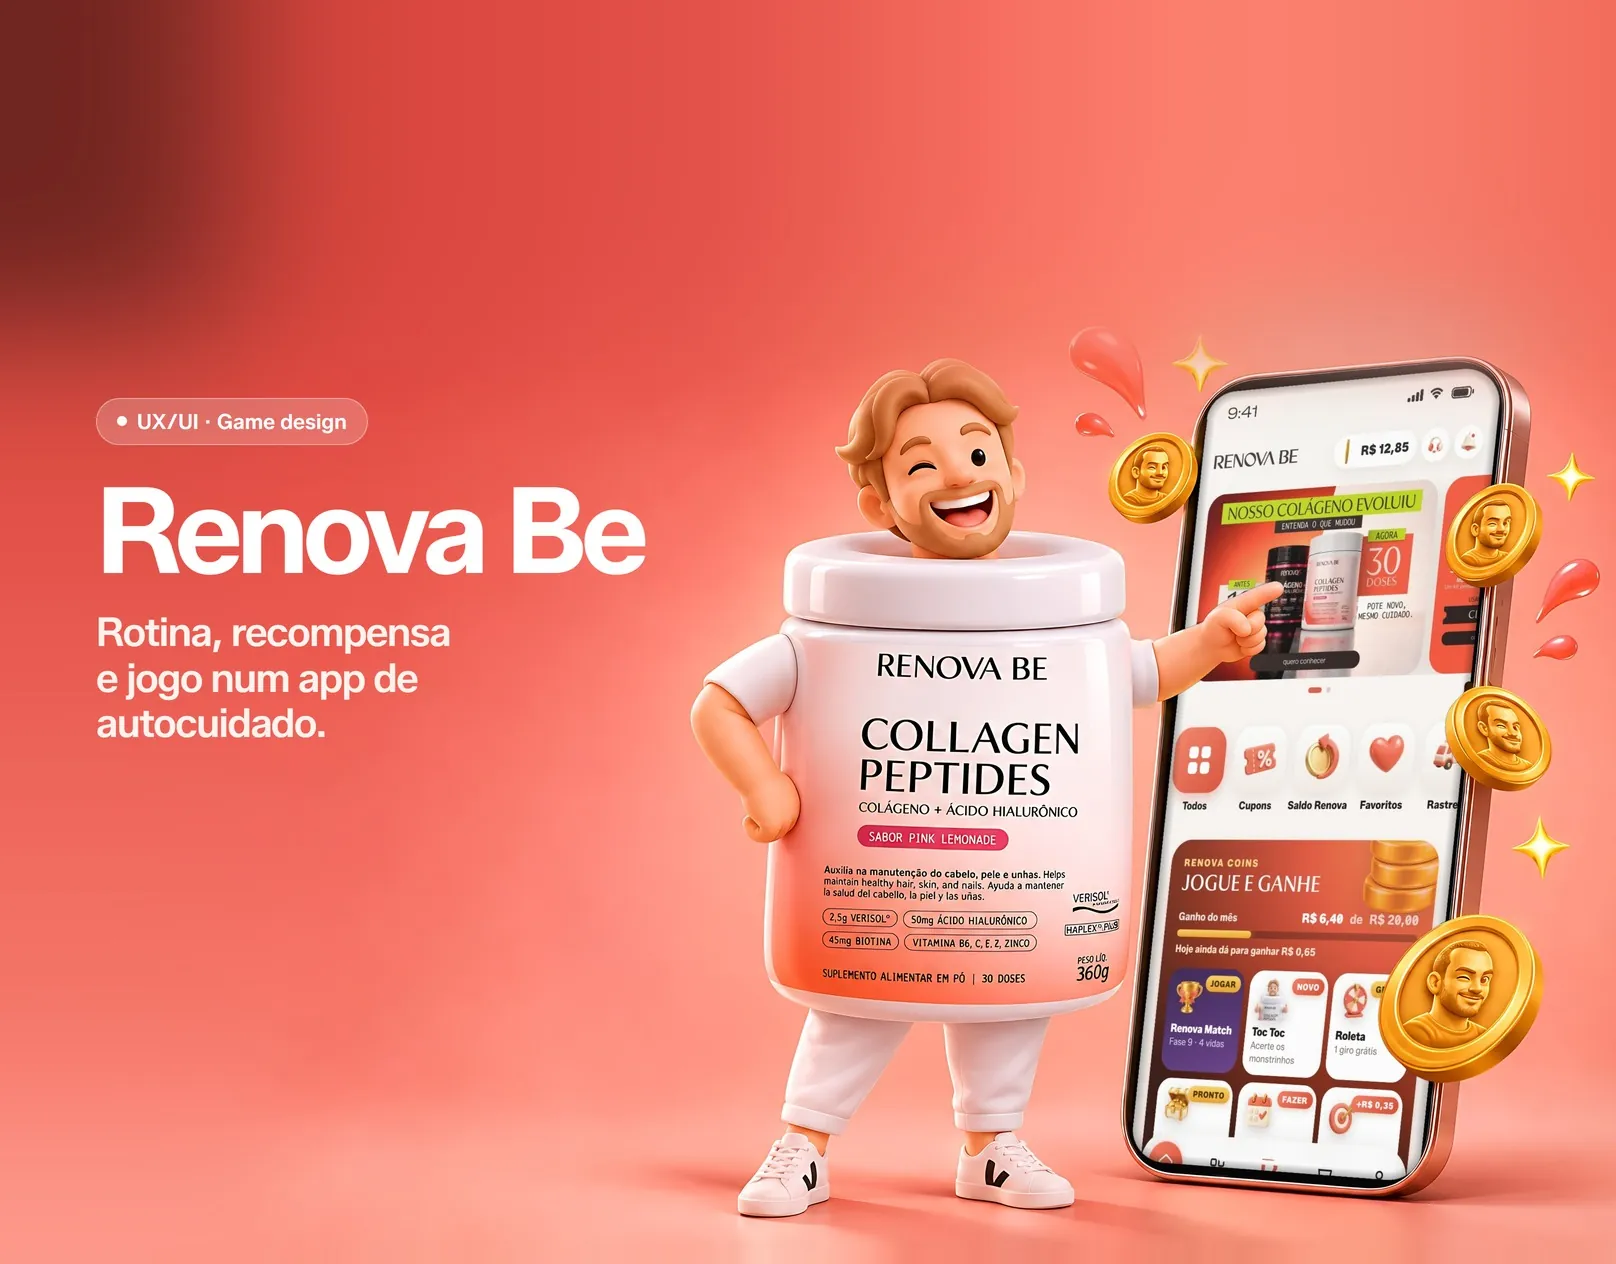 UX/UI · Game design
Renova Be
Rotina, recompensa
e jogo num app de
autocuidado.
RENOVA BE
COLLAGEN
PEPTIDES
COLÁGENO + ÁCIDO HIALURÔNICO
SABOR PINK LEMONADE
Auxilia na manutenção do cabelo, pele e unhas. Helps
maintain healthy hair, skin, and nails. Ayuda a mantener
la salud del cabello, la piel y las uñas.
VERISOL®
HAPLEX® PLUS
2,5g VERISOL®
50mg ÁCIDO HIALURÔNICO
45mg BIOTINA
VITAMINA B6, C, E, Z, ZINCO
SUPLEMENTO ALIMENTAR EM PÓ | 30 DOSES
PESO LÍQ.
360g
9:41
RENOVA BE
R$ 12,85
NOSSO COLÁGENO EVOLUIU
ENTENDA O QUE MUDOU
ANTES
AGORA
30
DOSES
RENOVA BE
COLLAGEN
PEPTIDES
POTE NOVO,
MESMO CUIDADO.
quero conhecer
Todos
Cupons
Saldo Renova
Favoritos
Rastre
RENOVA COINS
JOGUE E GANHE
Ganho do mês
R$ 6,40 de R$ 20,00
Hoje ainda dá para ganhar R$ 0,65
JOGAR
Renova Match
Fase 9 · 4 vidas
NOVO
Toc Toc
Acerte os
monstrinhos
Roleta
1 giro grátis
PRONTO
FAZER
+R$ 0,35